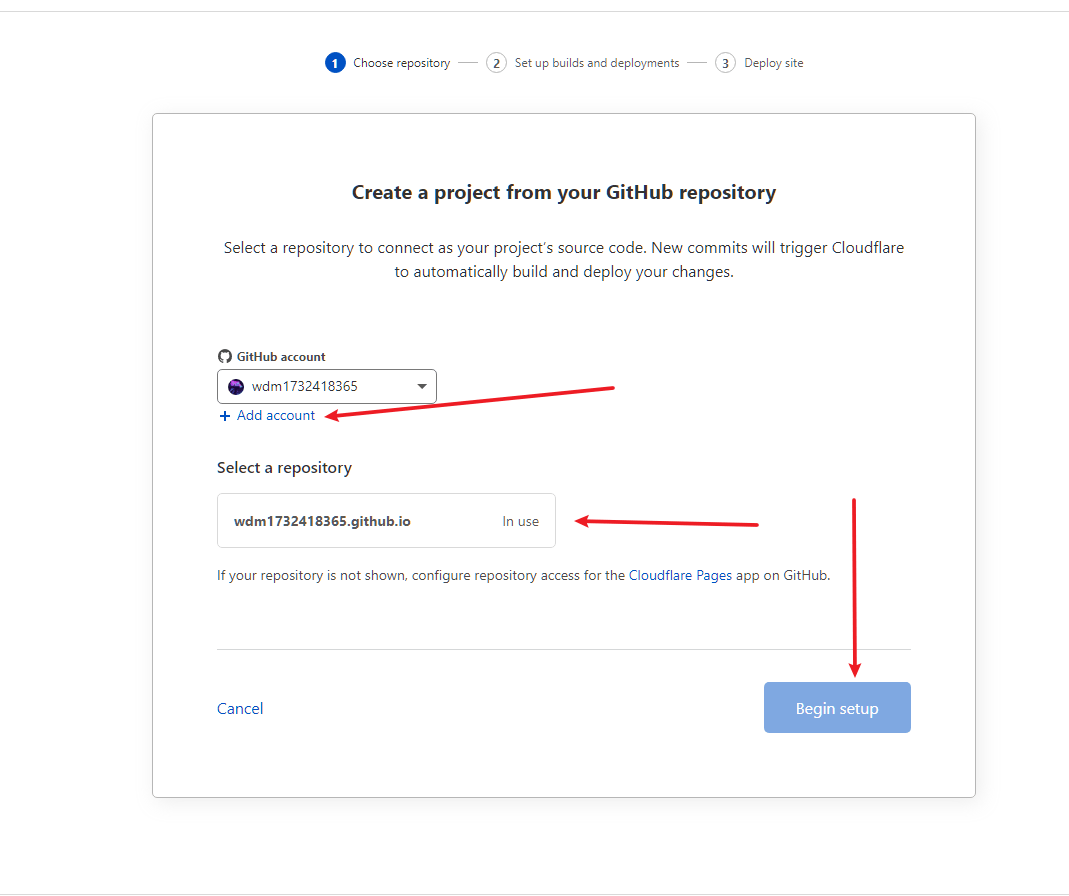 1 Choose repository 2 Set up builds and deployments 3 Deploy site
Create a project from your GitHub repository
Select a repository to connect as your project's source code. New commits will trigger Cloudflare
to automatically build and deploy your changes.
GitHub account
wdm1732418365
+ Add account
Select a repository
wdm1732418365.github.io In use
If your repository is not shown, configure repository access for the Cloudflare Pages app on GitHub.
Cancel Begin setup